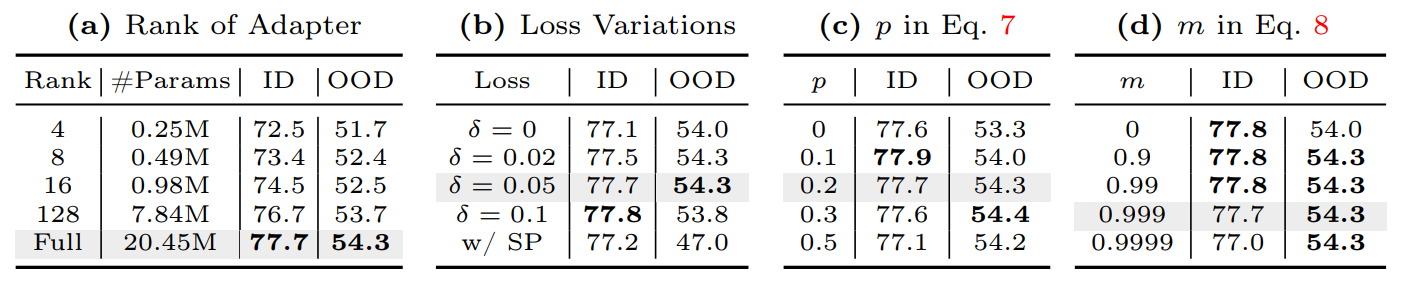 (a) Rank of Adapter
Rank #Params ID OOD
4 0.25M 72.5 51.7
8 0.49M 73.4 52.4
16 0.98M 74.5 52.5
128 7.84M 76.7 53.7
Full 20.45M 77.7 54.3
(b) Loss Variations
Loss ID OOD
δ = 0 77.1 54.0
δ = 0.02 77.5 54.3
δ = 0.05 77.7 54.3
δ = 0.1 77.8 53.8
w/ SP 77.2 47.0
(c) p in Eq. 7
p ID OOD
0 77.6 53.3
0.1 77.9 54.0
0.2 77.7 54.3
0.3 77.6 54.4
0.5 77.1 54.2
(d) m in Eq. 8
m ID OOD
0 77.8 54.0
0.9 77.8 54.3
0.99 77.8 54.3
0.999 77.7 54.3
0.9999 77.0 54.3